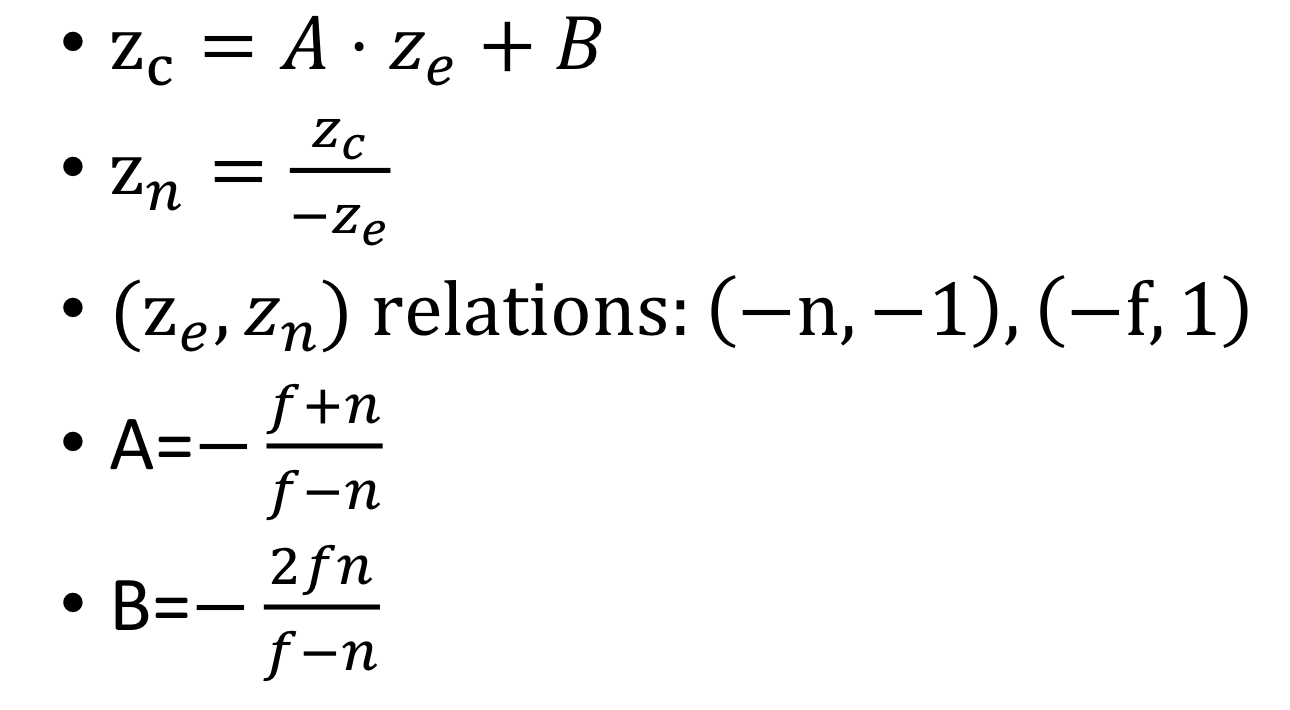 • z_c = A · z_e + B
• z_n = z_c / −z_e
• (z_e, z_n) relations: (−n, −1), (−f, 1)
• A=− f+n / f−n
• B=− 2fn / f−n